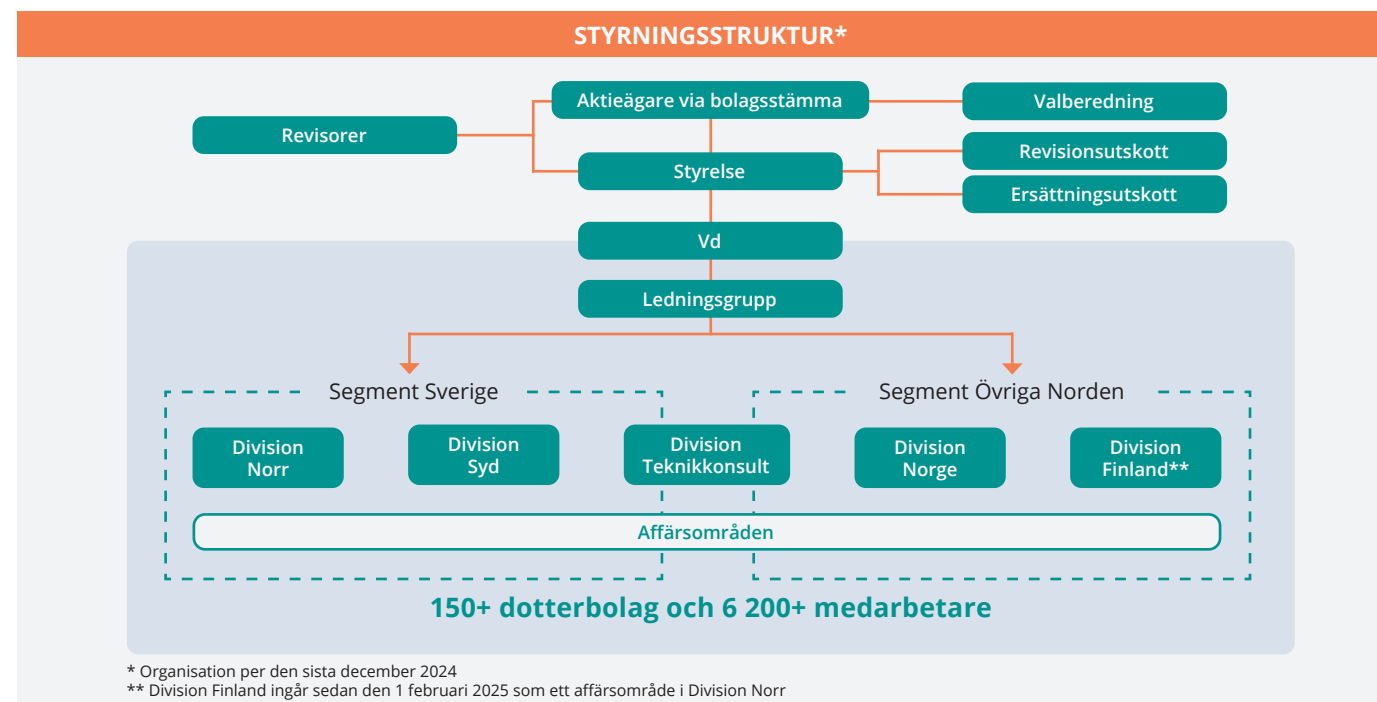 STYRNINGSSTRUKTUR*
Aktieägare via bolagsstämma
Valberedning
Revisorer
Revisionsutskott
Styrelse
Ersättningsutskott
Vd
Ledningsgrupp
Segment Sverige
Segment Övriga Norden
Division
Norr
Division
Syd
Division
Teknikkonsult
Division
Norge
Division
Finland**
Affärsområden
150+ dotterbolag och 6 200+ medarbetare
* Organisation per den sista december 2024
** Division Finland ingår sedan den 1 februari 2025 som ett affärsområde i Division Norr